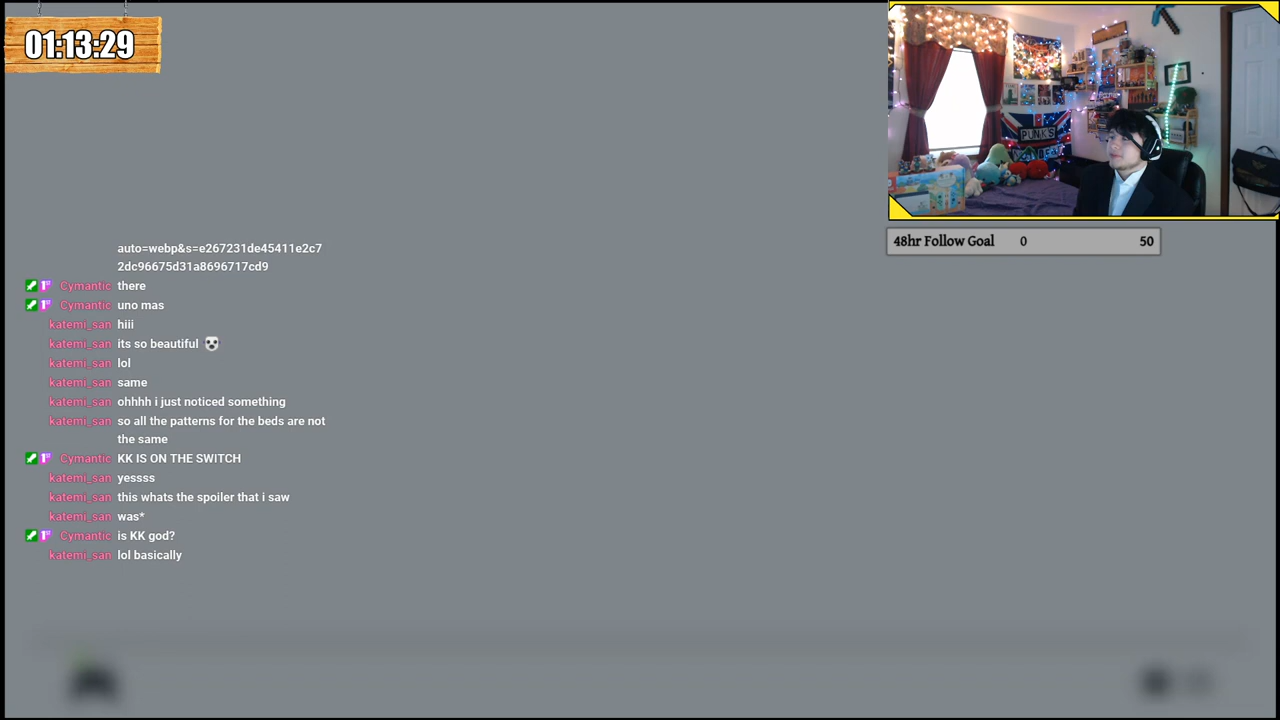 01:13:29
PUNKS
48hr Follow Goal 0 50
auto=webp&s=e267231de45411e2c7
2dc96675d31a8696717cd9
Cymantic there
Cymantic uno mas
katemi_san hiii
katemi_san its so beautiful
katemi_san lol
katemi_san same
katemi_san ohhhh i just noticed something
katemi_san so all the patterns for the beds are not
the same
Cymantic KK IS ON THE SWITCH
katemi_san yessss
katemi_san this whats the spoiler that i saw
katemi_san was*
Cymantic is KK god?
katemi_san lol basically